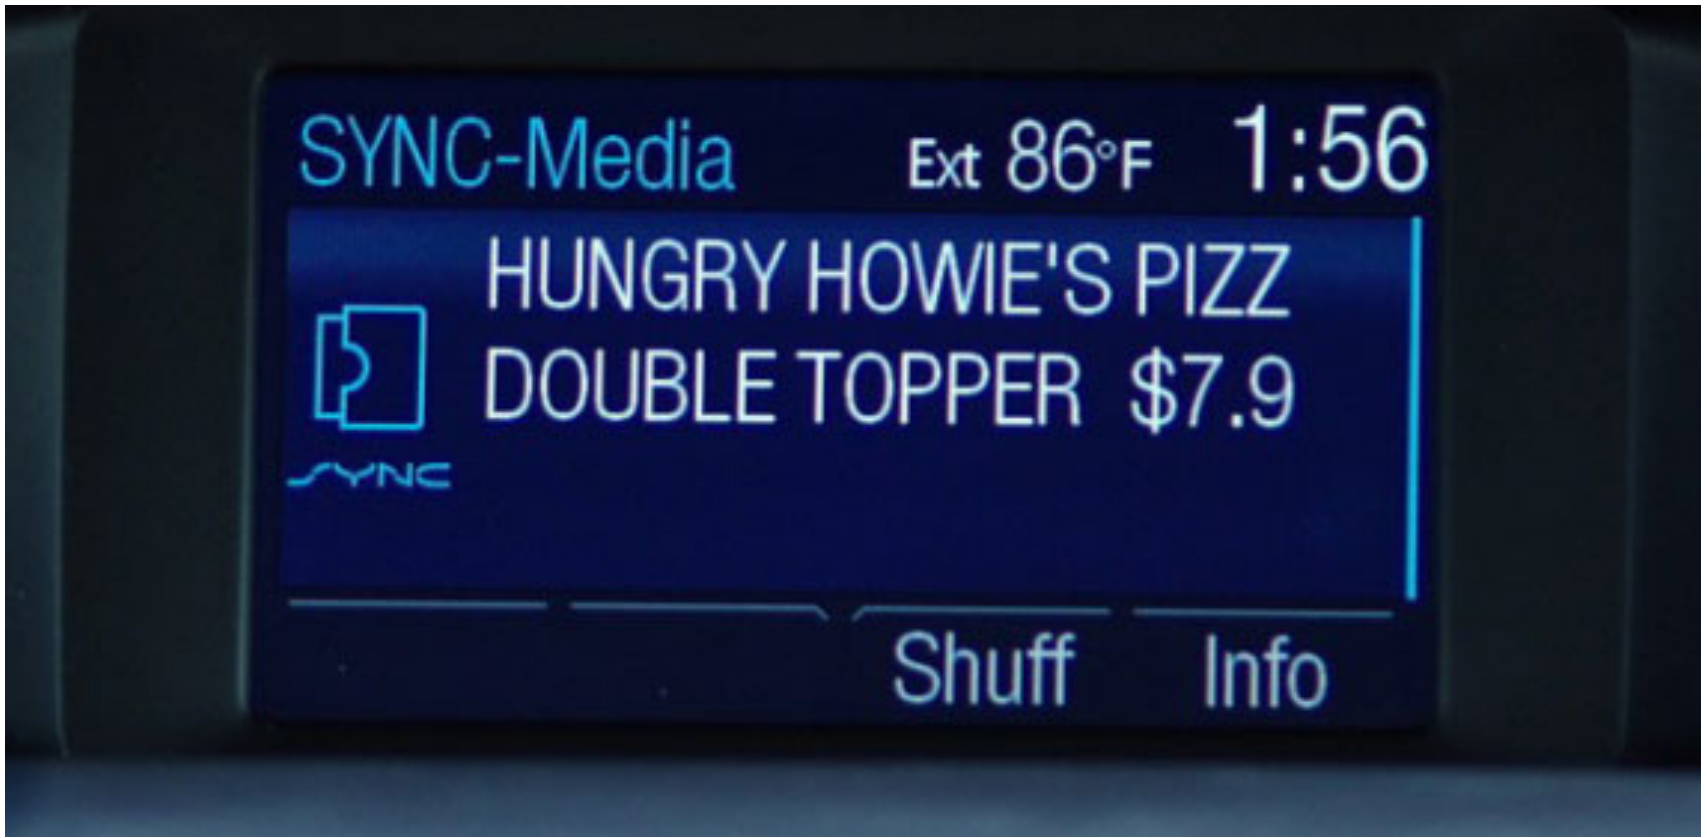 SYNC-Media Ext 86°F 1:56
HUNGRY HOWIE'S PIZZ
DOUBLE TOPPER $7.9
SYNC
Shuff Info